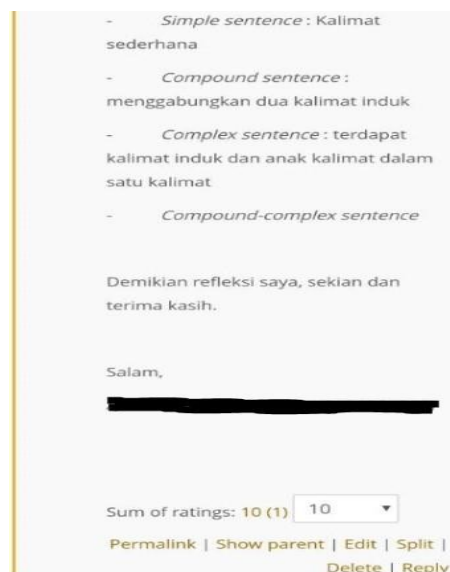 - Simple sentence : Kalimat
sederhana
- Compound sentence :
menggabungkan dua kalimat induk
- Complex sentence : terdapat
kalimat induk dan anak kalimat dalam
satu kalimat
- Compound-complex sentence
Demikian refleksi saya, sekian dan
terima kasih.
Salam,
Sum of ratings: 10 (1) 10
Permalink | Show parent | Edit | Split |
Delete | Reply